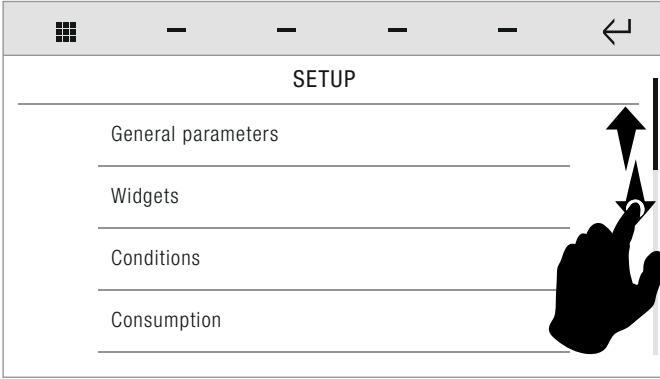 SETUP
General parameters
Widgets
Conditions
Consumption